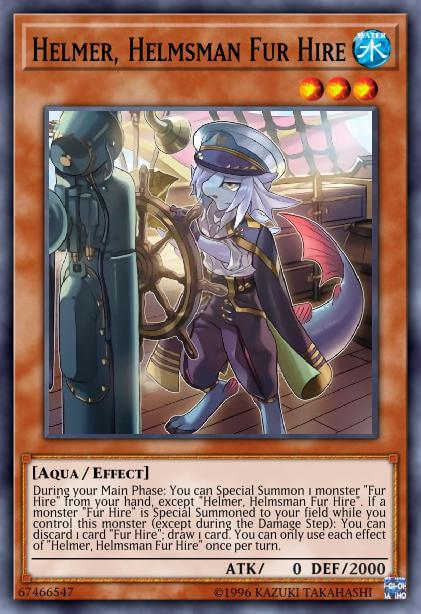 HELMER, HELMSMAN FUR HIRE
WATER
水
[AQUA / EFFECT]
During your Main Phase: You can Special Summon 1 monster "Fur
Hire" from your hand, except "Helmer, Helmsman Fur Hire". If a
monster "Fur Hire" is Special Summoned to your field while you
control this monster (except during the Damage Step): You can
discard 1 card "Fur Hire"; draw 1 card. You can only use each effect
of "Helmer, Helmsman Fur Hire" once per turn.
ATK/ 0 DEF/2000
67466547
©1996 KAZUKI TAKAHASHI